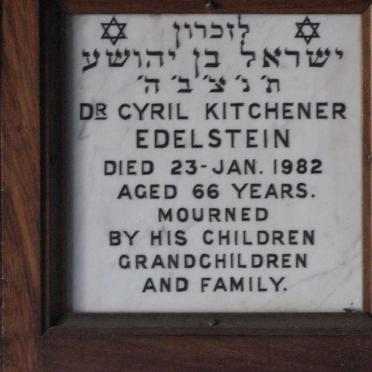 לזכרון
ישראל בן יהושע
ת׳ נ׳ צ׳ ב׳ ה׳
DR CYRIL KITCHENER
EDELSTEIN
DIED 23-JAN. 1982
AGED 66 YEARS.
MOURNED
BY HIS CHILDREN
GRANDCHILDREN
AND FAMILY.